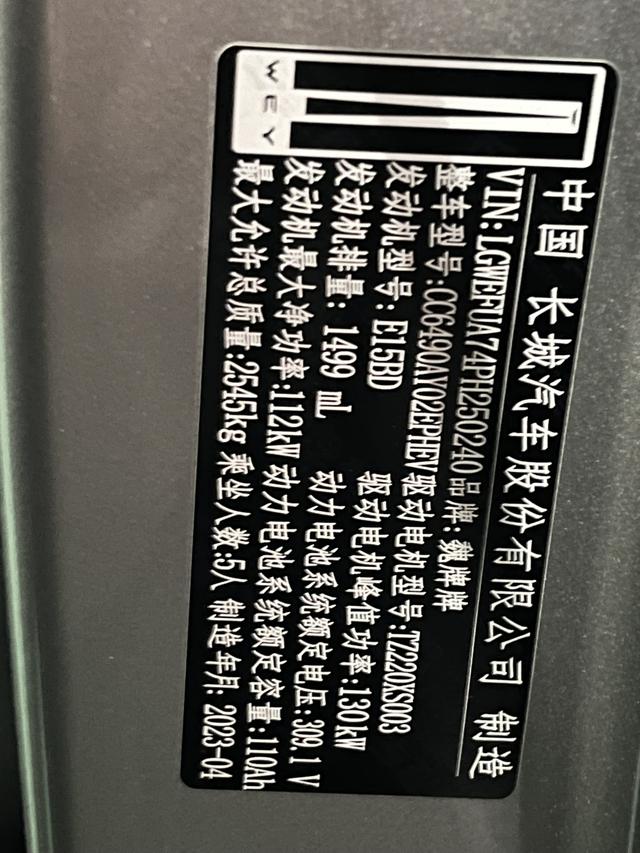 WEY
中国 长城汽车股份有限公司 制造
VIN:LGWEFUA74PH250240 品牌:魏牌牌
整车型号:CC6490AY02EPHEV 驱动电机型号:TZ220XS003
发动机型号:E15BD 驱动电机峰值功率:130kW
发动机排量: 1499 mL 动力电池系统额定电压:309.1 V
发动机最大净功率:112kW 动力电池系统额定容量:110Ah
最大允许总质量:2545kg 乘坐人数:5人 制造年月: 2023-04